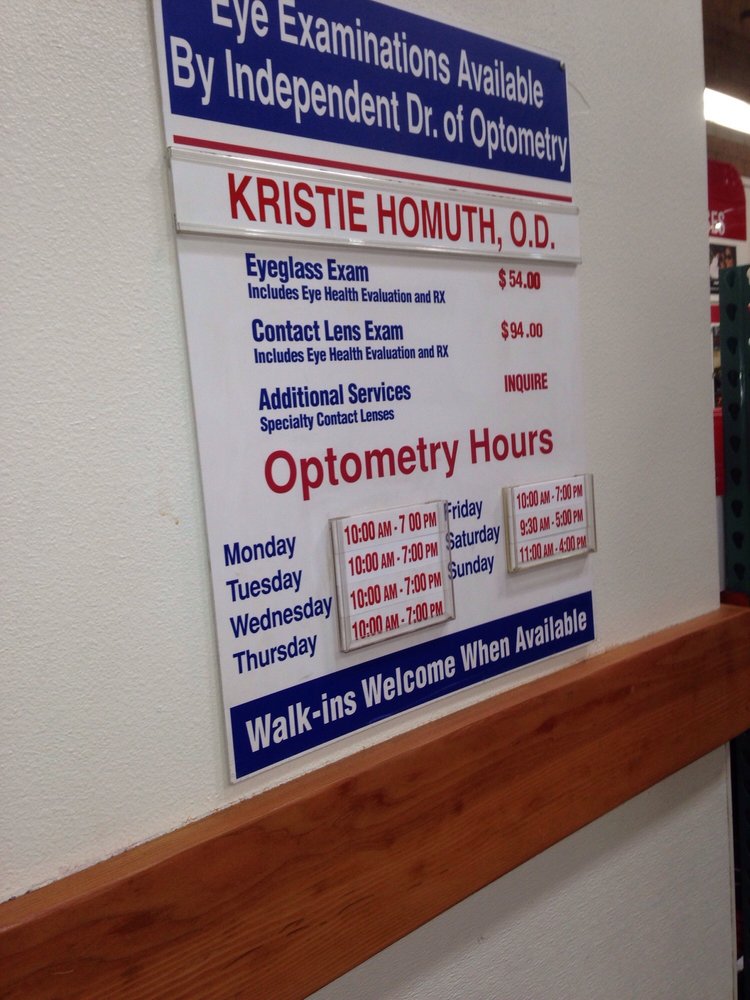 Eye Examinations Available
By Independent Dr. of Optometry
KRISTIE HOMUTH, O.D.
Eyeglass Exam $54.00
Includes Eye Health Evaluation and RX
Contact Lens Exam $94.00
Includes Eye Health Evaluation and RX
Additional Services INQUIRE
Specialty Contact Lenses
Optometry Hours
Monday 10:00 AM - 7 00 PM
Tuesday 10:00 AM - 7:00 PM
Wednesday 10:00 AM - 7:00 PM
Thursday 10:00 AM - 7:00 PM
Friday 10:00 AM - 7:00 PM
Saturday 9:30 AM - 5:00 PM
Sunday 11:00 AM - 4:00 PM
Walk-ins Welcome When Available